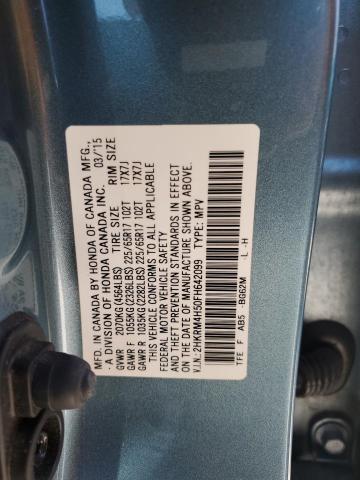 MFD. IN CANADA BY HONDA OF CANADA MFG.,
A DIVISION OF HONDA CANADA INC. 03/15
TIRE SIZE RIM SIZE
GVWR 2070KG (4564LBS)
GAWR F 1055KG (2326LBS) 225/65R17 102T 17X7J
GAWR R 1035KG (2282LBS) 225/65R17 102T 17X7J
THIS VEHICLE CONFORMS TO ALL APPLICABLE
FEDERAL MOTOR VEHICLE SAFETY STANDARDS IN EFFECT
AND THEFT PREVENTION STANDARDS IN EFFECT
ON THE DATE OF MANUFACTURE SHOWN ABOVE.
V.I.N. 2HKRM4H50FH642099 TYPE: MPV
TFE F AB5 BG62M -L -H